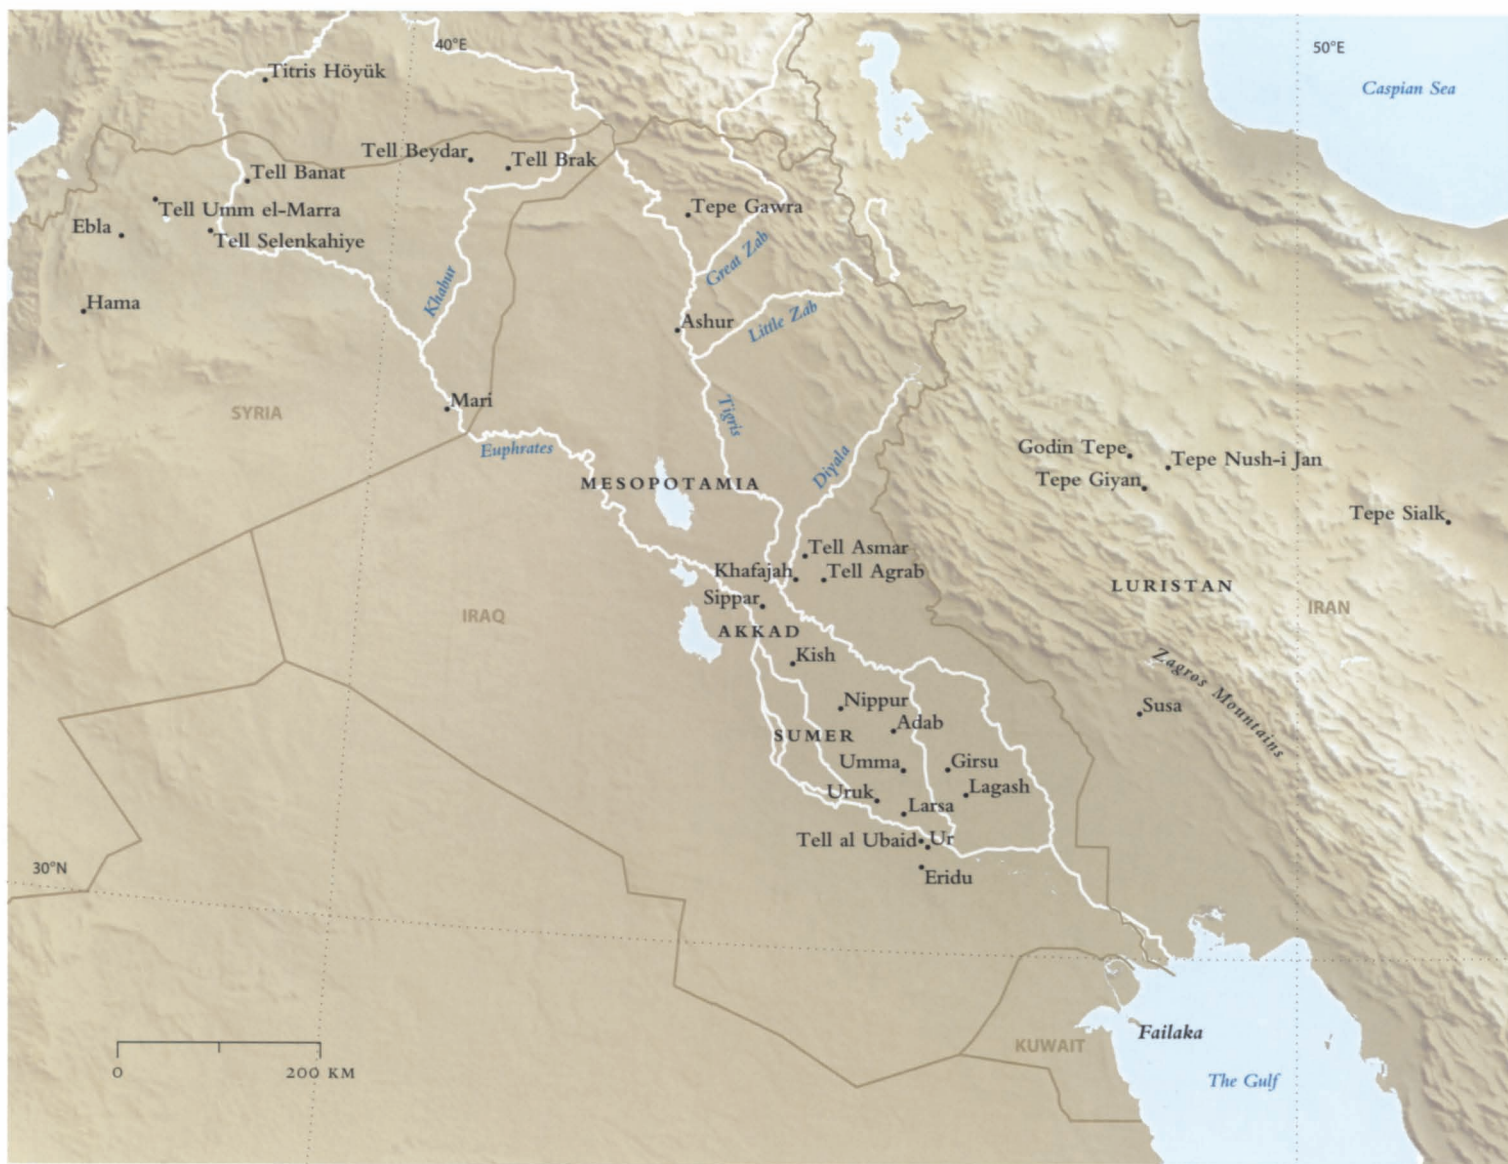 40°E
50°E
Caspian Sea
Titris Höyük
Tell Beydar
Tell Brak
Tell Banat
Tell Umm el-Marra
Tepe Gawra
Ebla
Tell Selenkahiye
Great Zab
Khabur
Hama
Ashur
Little Zab
Mari
SYRIA
Tigris
Euphrates
Diyala
Godin Tepe
Tepe Nush-i Jan
MESOPOTAMIA
Tepe Giyan
Tepe Sialk
Tell Asmar
Khafajah
Tell Agrab
LURISTAN
Sippar
IRAN
IRAQ
AKKAD
Kish
Zagros Mountains
Nippur
Susa
Adab
SUMER
Umma
Girsu
Uruk
Lagash
Larsa
Tell al Ubaid
Ur
30°N
Eridu
Failaka
KUWAIT
0
200 KM
The Gulf